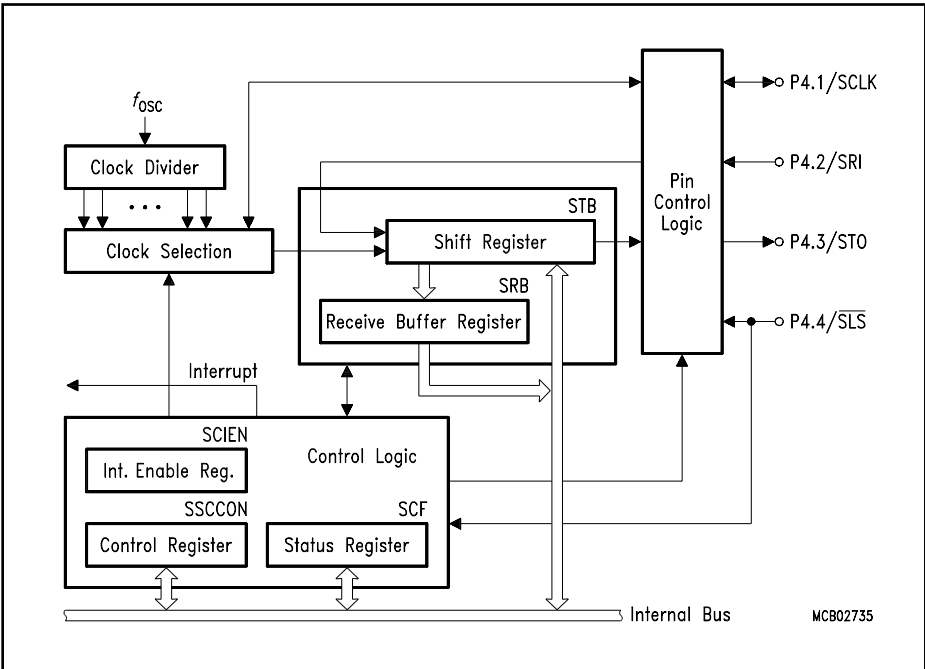 P4.1/SCLK
fOSC
Clock Divider
P4.2/SRI
• • •
Pin
Control
Logic
STB
Shift Register
P4.3/STO
Clock Selection
SRB
Receive Buffer Register
P4.4/S̅L̅S̅
Interrupt
SCIEN
Control Logic
Int. Enable Reg.
SSCCON
SCF
Control Register
Status Register
Internal Bus
MCB02735